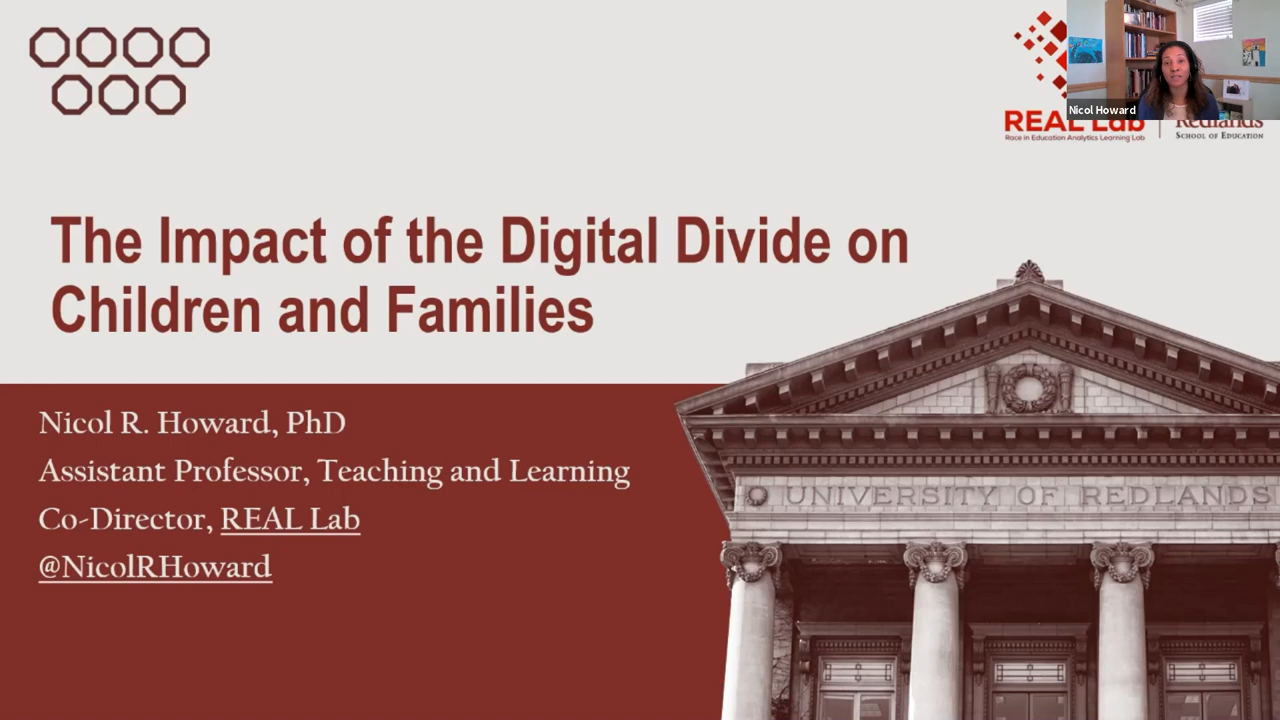 Nicol Howard
REAL Lab
Race in Education Analytics Learning Lab
Redlands
SCHOOL OF EDUCATION
The Impact of the Digital Divide on
Children and Families
Nicol R. Howard, PhD
Assistant Professor, Teaching and Learning
Co-Director, REAL Lab
@NicolRHoward
UNIVERSITY OF REDLANDS